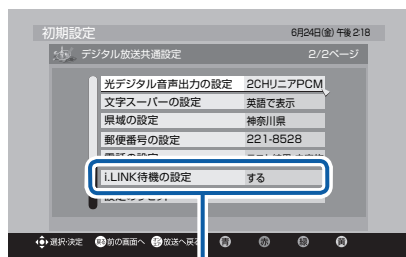 初期設定
6月24日(金) 午後 2:18
デジタル放送共通設定
2/2ページ
光デジタル音声出力の設定 2CHリニアPCM
文字スーパーの設定 英語で表示
県域の設定 神奈川県
郵便番号の設定 221-8528
i.LINK待機の設定 する
選択・決定 戻る 前の画面へ 放送へ戻る 青 赤 緑 黄